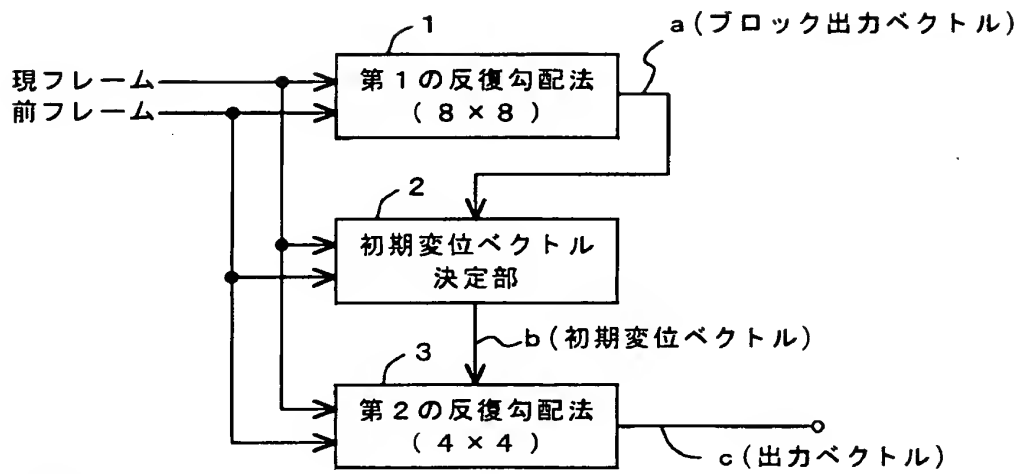 1
a(ブロック出力ベクトル)
現フレーム
前フレーム
第1の反復勾配法
(8×8)
2
初期変位ベクトル
決定部
b(初期変位ベクトル)
3
第2の反復勾配法
(4×4)
c(出力ベクトル)